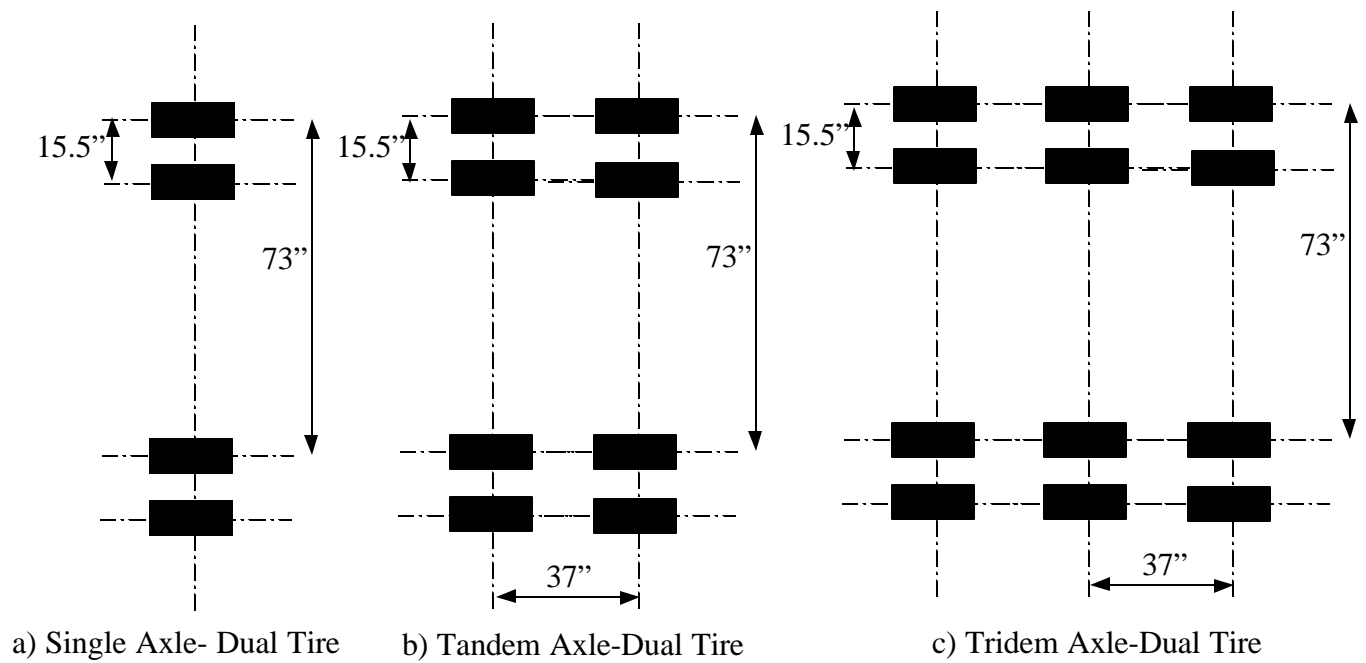 15.5”
73”
a) Single Axle- Dual Tire
15.5”
73”
37”
b) Tandem Axle-Dual Tire
15.5”
73”
37”
c) Tridem Axle-Dual Tire